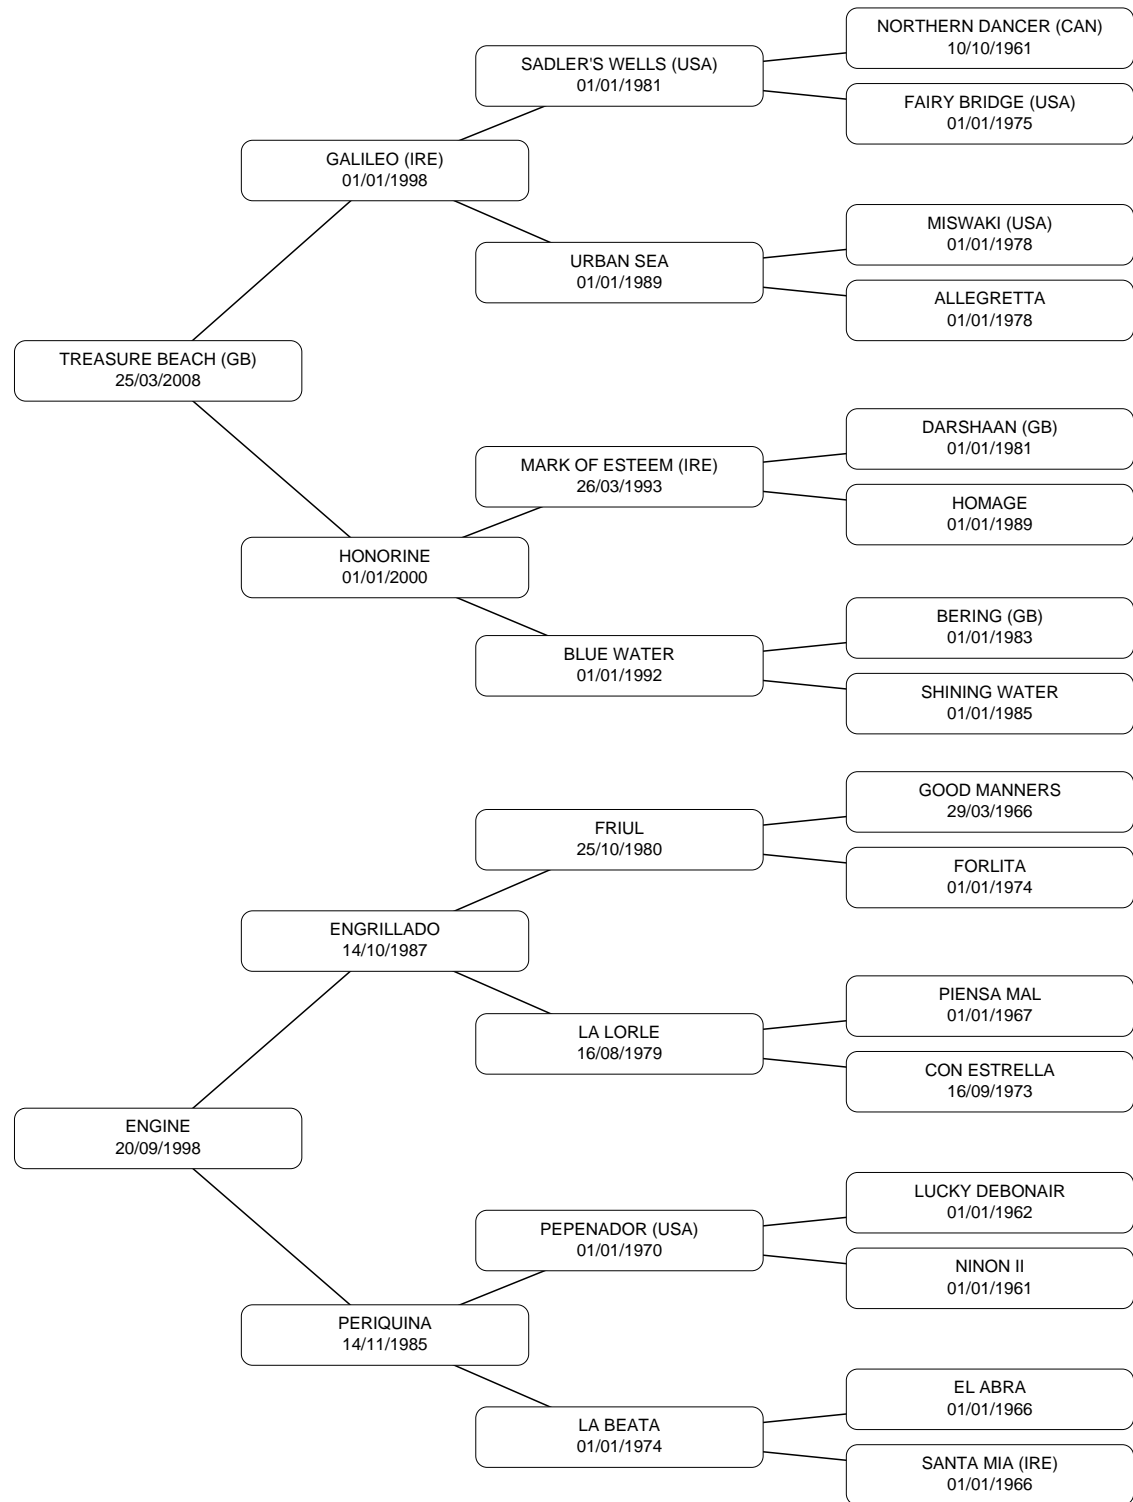 NORTHERN DANCER (CAN)
10/10/1961
SADLER'S WELLS (USA)
01/01/1981
FAIRY BRIDGE (USA)
01/01/1975
GALILEO (IRE)
01/01/1998
MISWAKI (USA)
01/01/1978
URBAN SEA
01/01/1989
ALLEGRETTA
01/01/1978
TREASURE BEACH (GB)
25/03/2008
DARSHAAN (GB)
01/01/1981
MARK OF ESTEEM (IRE)
26/03/1993
HOMAGE
01/01/1989
HONORINE
01/01/2000
BERING (GB)
01/01/1983
BLUE WATER
01/01/1992
SHINING WATER
01/01/1985
GOOD MANNERS
29/03/1966
FRIUL
25/10/1980
FORLITA
01/01/1974
ENGRILLADO
14/10/1987
PIENSA MAL
01/01/1967
LA LORLE
16/08/1979
CON ESTRELLA
16/09/1973
ENGINE
20/09/1998
LUCKY DEBONAIR
01/01/1962
PEPENADOR (USA)
01/01/1970
NINON II
01/01/1961
PERIQUINA
14/11/1985
EL ABRA
01/01/1966
LA BEATA
01/01/1974
SANTA MIA (IRE)
01/01/1966